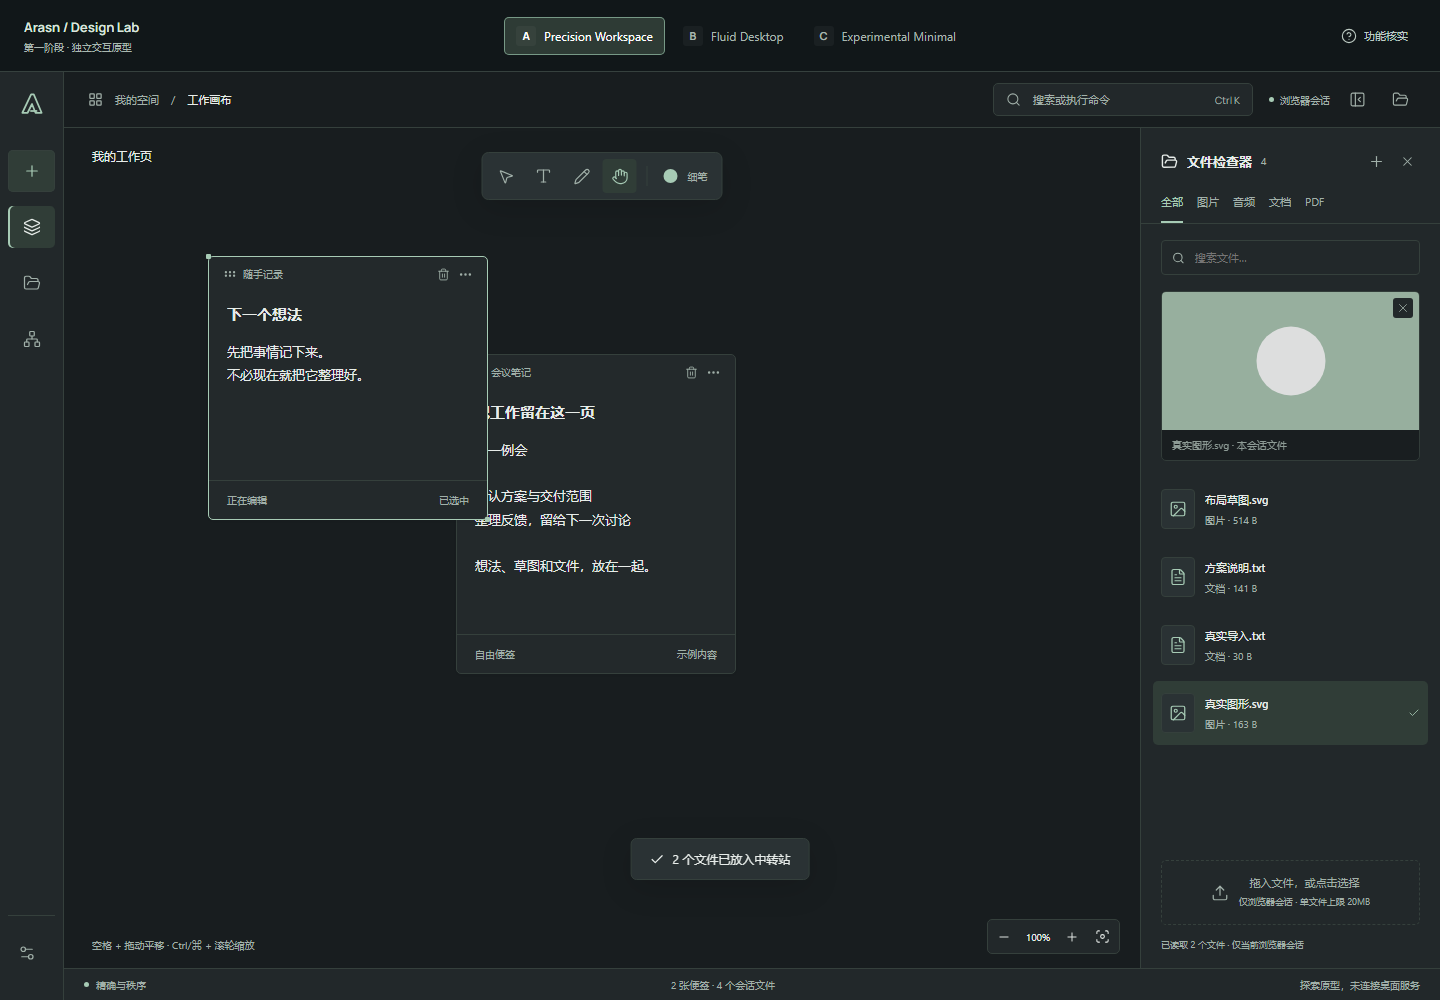 Arasn / Design Lab
第一阶段 · 独立交互原型
A Precision Workspace
B Fluid Desktop
C Experimental Minimal
功能核实
我的空间 / 工作画布
搜索或执行命令 Ctrl K
浏览器会话
我的工作页
细笔
随手记录
下一个想法
先把事情记下来。
不必现在就把它整理好。
正在编辑 已选中
会议笔记
工作留在这一页
一例会
认方案与交付范围
整理反馈，留给下一次讨论
想法、草图和文件，放在一起。
自由便签 示例内容
2 个文件已放入中转站
空格 + 拖动平移 · Ctrl/⌘ + 滚轮缩放
100%
文件检查器 4
全部 图片 音频 文档 PDF
搜索文件...
真实图形.svg · 本会话文件
布局草图.svg
图片 · 514 B
方案说明.txt
文档 · 141 B
真实导入.txt
文档 · 30 B
真实图形.svg
图片 · 163 B
拖入文件，或点击选择
仅浏览器会话 · 单文件上限 20MB
已读取 2 个文件 · 仅当前浏览器会话
精确与秩序
2 张便签 · 4 个会话文件
探索原型，未连接桌面服务